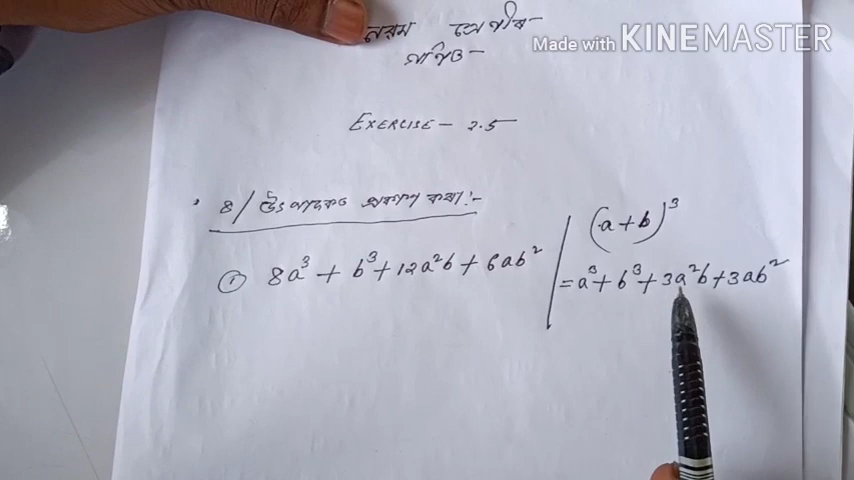 নৱম শ্ৰেণীৰ
Made with KINEMASTER
গণিত
EXERCISE - 2.5
8/ উৎপাদকত প্ৰকাশ কৰা :-
① 8a³ + b³ + 12a²b + 6ab²
(a+b)³
= a³ + b³ + 3a²b + 3ab²